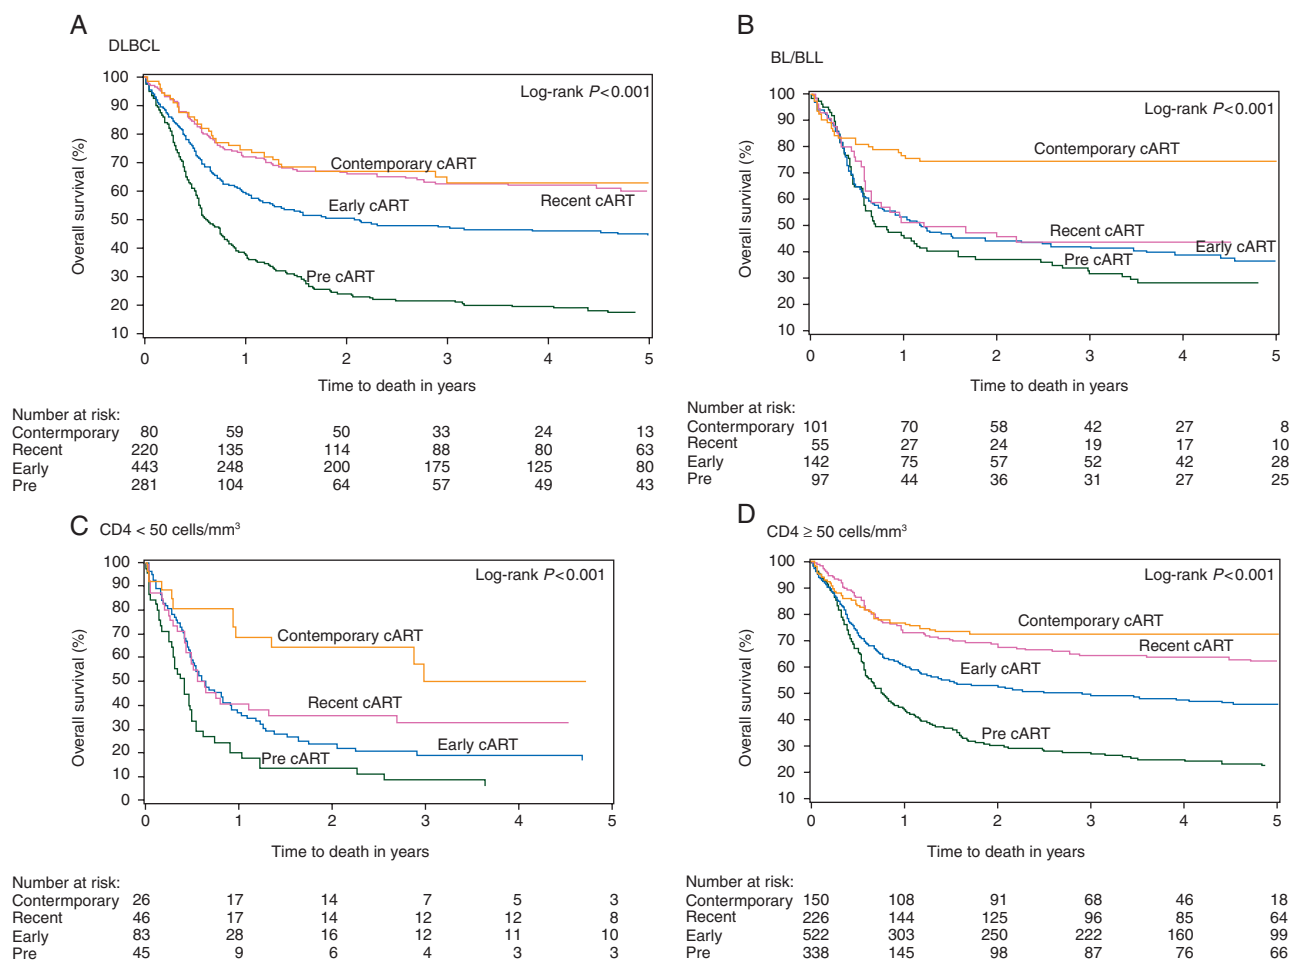 A
DLBCL
Log-rank P<0.001
100
90
80
70
60
50
40
30
20
10
Overall survival (%)
Contemporary cART
Recent cART
Early cART
Pre cART
0 1 2 3 4 5
Time to death in years
Number at risk:
Contermporary 80 59 50 33 24 13
Recent 220 135 114 88 80 63
Early 443 248 200 175 125 80
Pre 281 104 64 57 49 43
B
BL/BLL
Log-rank P<0.001
100
90
80
70
60
50
40
30
20
10
Overall survival (%)
Contemporary cART
Recent cART
Early cART
Pre cART
0 1 2 3 4 5
Time to death in years
Number at risk:
Contermporary 101 70 58 42 27 8
Recent 55 27 24 19 17 10
Early 142 75 57 52 42 28
Pre 97 44 36 31 27 25
C
CD4 < 50 cells/mm³
Log-rank P<0.001
100
90
80
70
60
50
40
30
20
10
0
Overall survival (%)
Contemporary cART
Recent cART
Early cART
Pre cART
0 1 2 3 4 5
Time to death in years
Number at risk:
Contermporary 26 17 14 7 5 3
Recent 46 17 14 12 12 8
Early 83 28 16 12 11 10
Pre 45 9 6 4 3 3
D
CD4 ≥ 50 cells/mm³
Log-rank P<0.001
100
90
80
70
60
50
40
30
20
10
Overall survival (%)
Contemporary cART
Recent cART
Early cART
Pre cART
0 1 2 3 4 5
Time to death in years
Number at risk:
Contermporary 150 108 91 68 46 18
Recent 226 144 125 96 85 64
Early 522 303 250 222 160 99
Pre 338 145 98 87 76 66